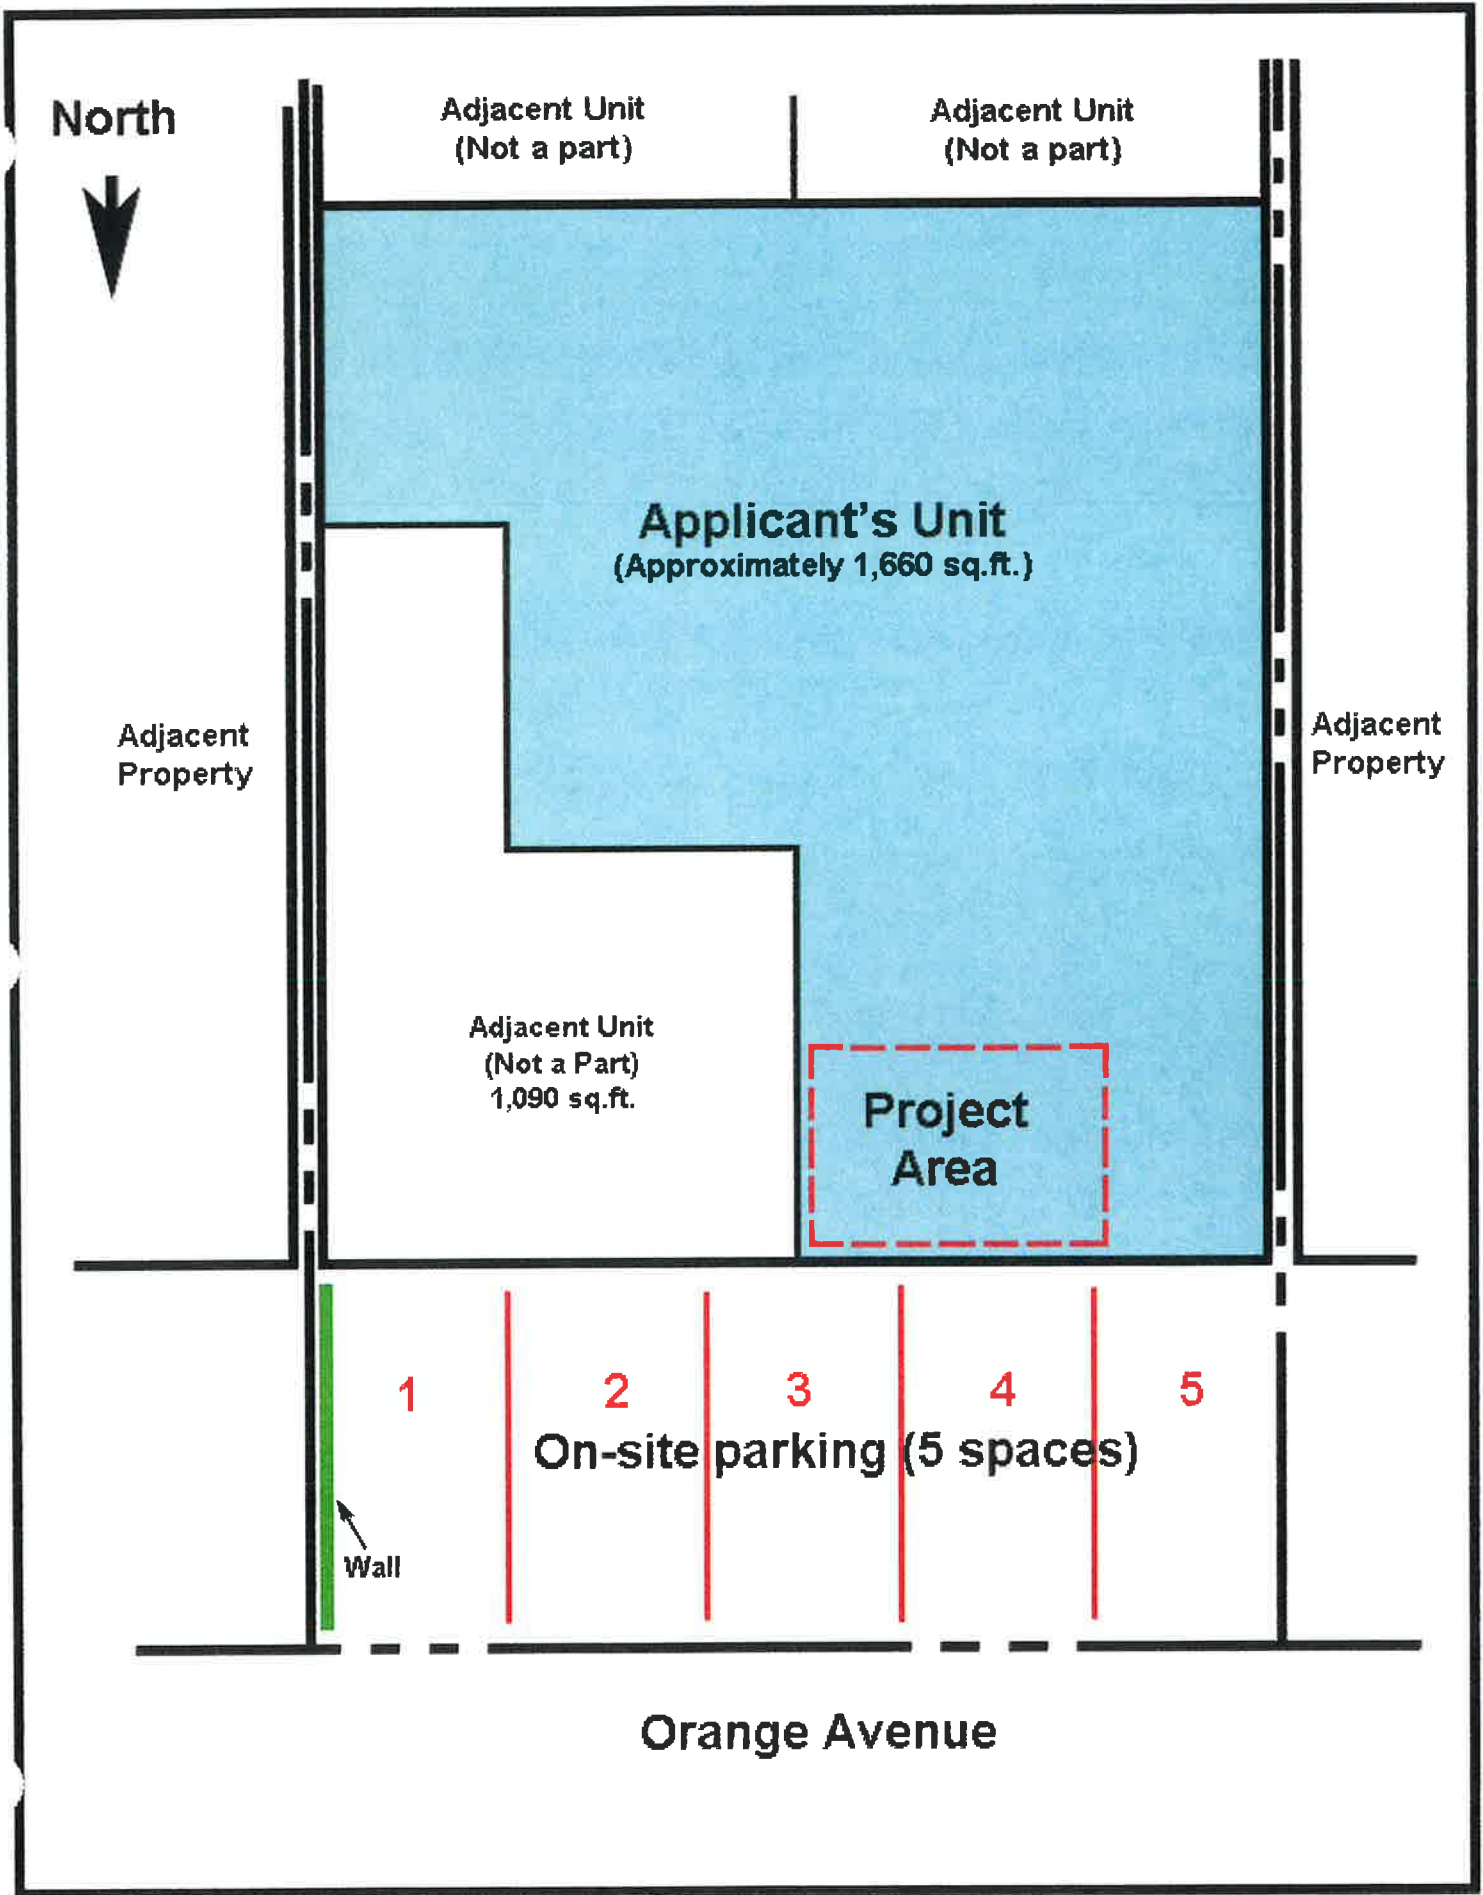 North
Adjacent Unit
(Not a part)
Adjacent Unit
(Not a part)
Applicant's Unit
(Approximately 1,660 sq.ft.)
Adjacent
Property
Adjacent
Property
Adjacent Unit
(Not a Part)
1,090 sq.ft.
Project
Area
1 2 3 4 5
On-site parking (5 spaces)
Wall
Orange Avenue